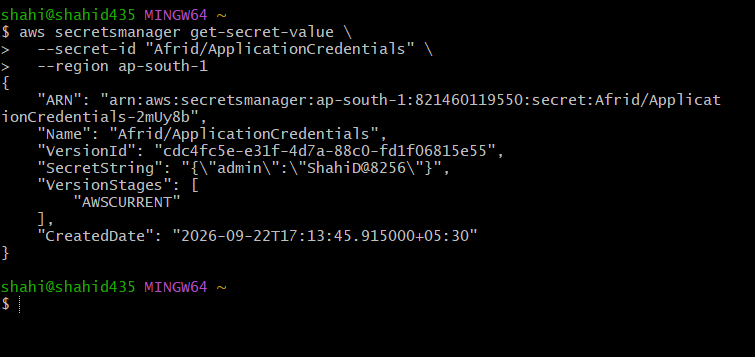 shahi@shahid435 MINGW64 ~
$ aws secretsmanager get-secret-value \
>   --secret-id "Afrid/ApplicationCredentials" \
>   --region ap-south-1
{
    "ARN": "arn:aws:secretsmanager:ap-south-1:821460119550:secret:Afrid/Applicat
ionCredentials-2mUy8b",
    "Name": "Afrid/ApplicationCredentials",
    "VersionId": "cdc4fc5e-e31f-4d7a-88c0-fd1f06815e55",
    "SecretString": "{\"admin\":\"ShahiD@8256\"}",
    "VersionStages": [
        "AWSCURRENT"
    ],
    "CreatedDate": "2026-09-22T17:13:45.915000+05:30"
}
shahi@shahid435 MINGW64 ~
$